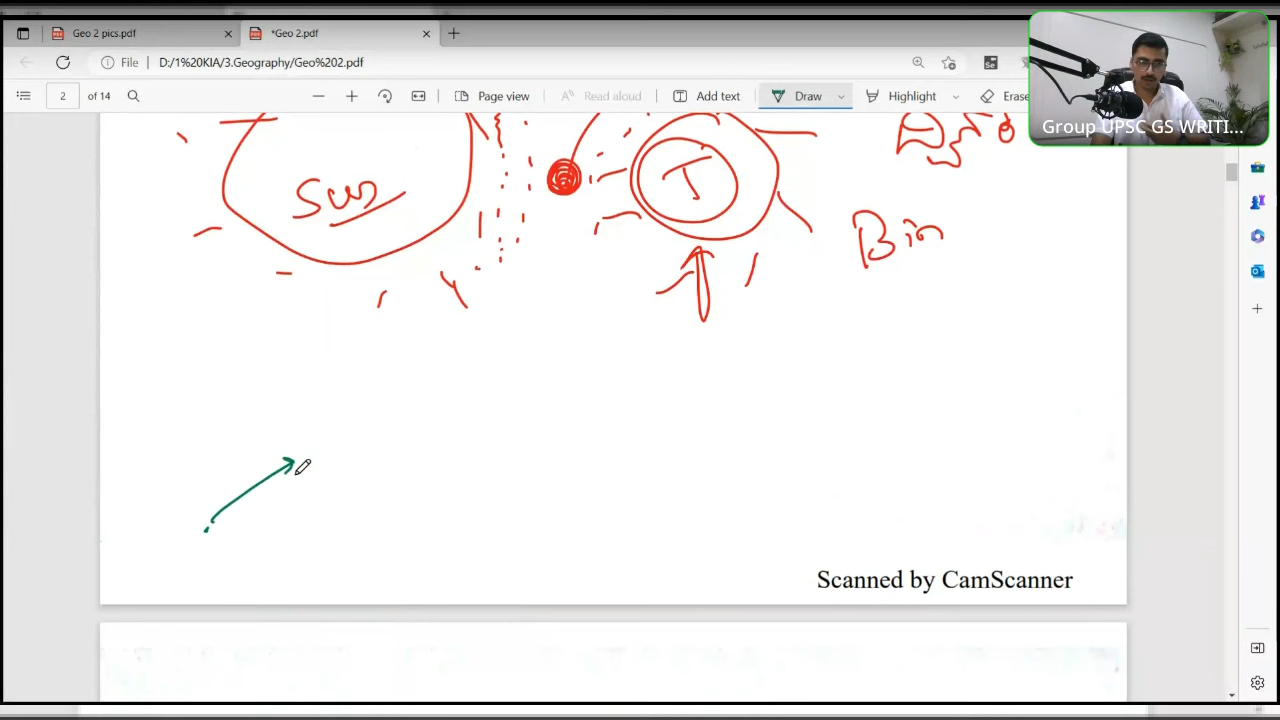 Geo 2 pics.pdf
*Geo 2.pdf
File
D:/1%20KIA/3.Geography/Geo%202.pdf
2 of 14
Page view
Read aloud
Add text
Draw
Highlight
Erase
Group UPSC GS WRITI...
Sun
T
Bin
Scanned by CamScanner